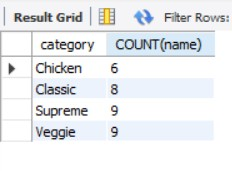 Result Grid Filter Rows:
category COUNT(name)
Chicken 6
Classic 8
Supreme 9
Veggie 9